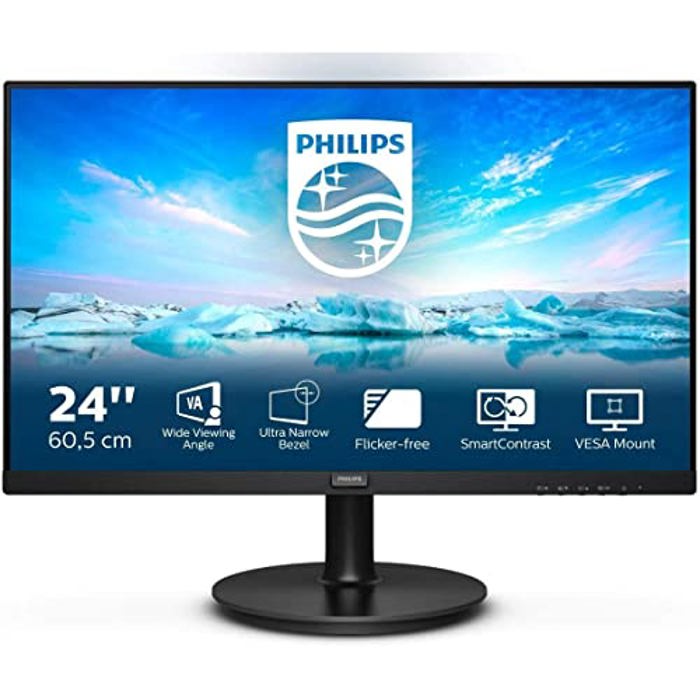 PHILIPS
24"
60,5 cm
VA
Wide Viewing
Angle
Ultra Narrow
Bezel
Flicker-free
SmartContrast
VESA Mount
PHILIPS